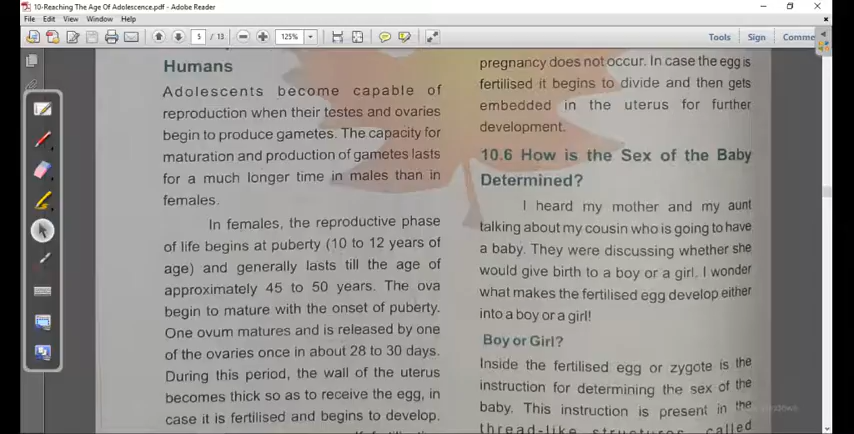 10-Reaching The Age Of Adolescence.pdf - Adobe Reader
File Edit View Window Help
5 / 13 125% Tools Sign Comme
Humans
Adolescents become capable of
reproduction when their testes and ovaries
begin to produce gametes. The capacity for
maturation and production of gametes lasts
for a much longer time in males than in
females.
In females, the reproductive phase
of life begins at puberty (10 to 12 years of
age) and generally lasts till the age of
approximately 45 to 50 years. The ova
begin to mature with the onset of puberty.
One ovum matures and is released by one
of the ovaries once in about 28 to 30 days.
During this period, the wall of the uterus
becomes thick so as to receive the egg, in
case it is fertilised and begins to develop.
pregnancy does not occur. In case the egg is
fertilised it begins to divide and then gets
embedded in the uterus for further
development.
10.6 How is the Sex of the Baby
Determined?
I heard my mother and my aunt
talking about my cousin who is going to have
a baby. They were discussing whether she
would give birth to a boy or a girl. I wonder
what makes the fertilised egg develop either
into a boy or a girl!
Boy or Girl?
Inside the fertilised egg or zygote is the
instruction for determining the sex of the
baby. This instruction is present in the
thread-like structures, called